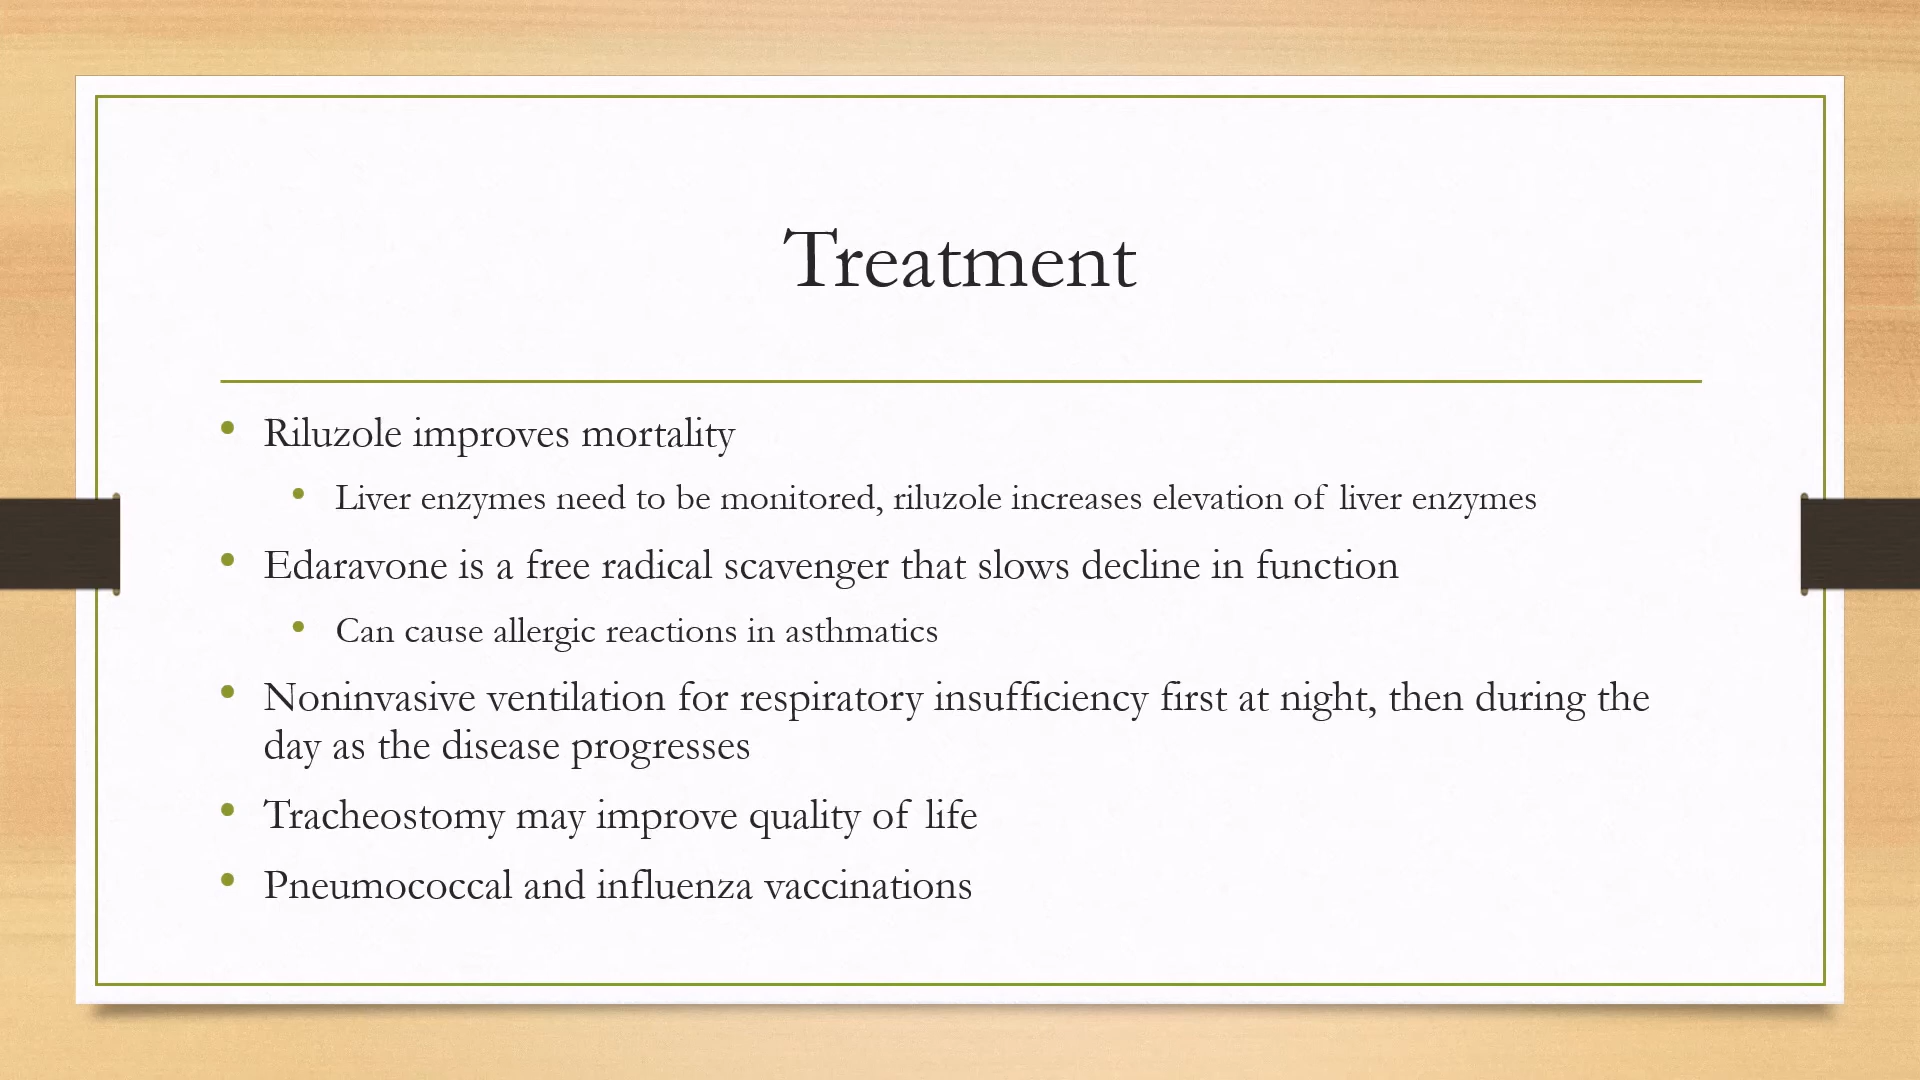 Treatment
• Riluzole improves mortality
• Liver enzymes need to be monitored, riluzole increases elevation of liver enzymes
• Edaravone is a free radical scavenger that slows decline in function
• Can cause allergic reactions in asthmatics
• Noninvasive ventilation for respiratory insufficiency first at night, then during the
day as the disease progresses
• Tracheostomy may improve quality of life
• Pneumococcal and influenza vaccinations